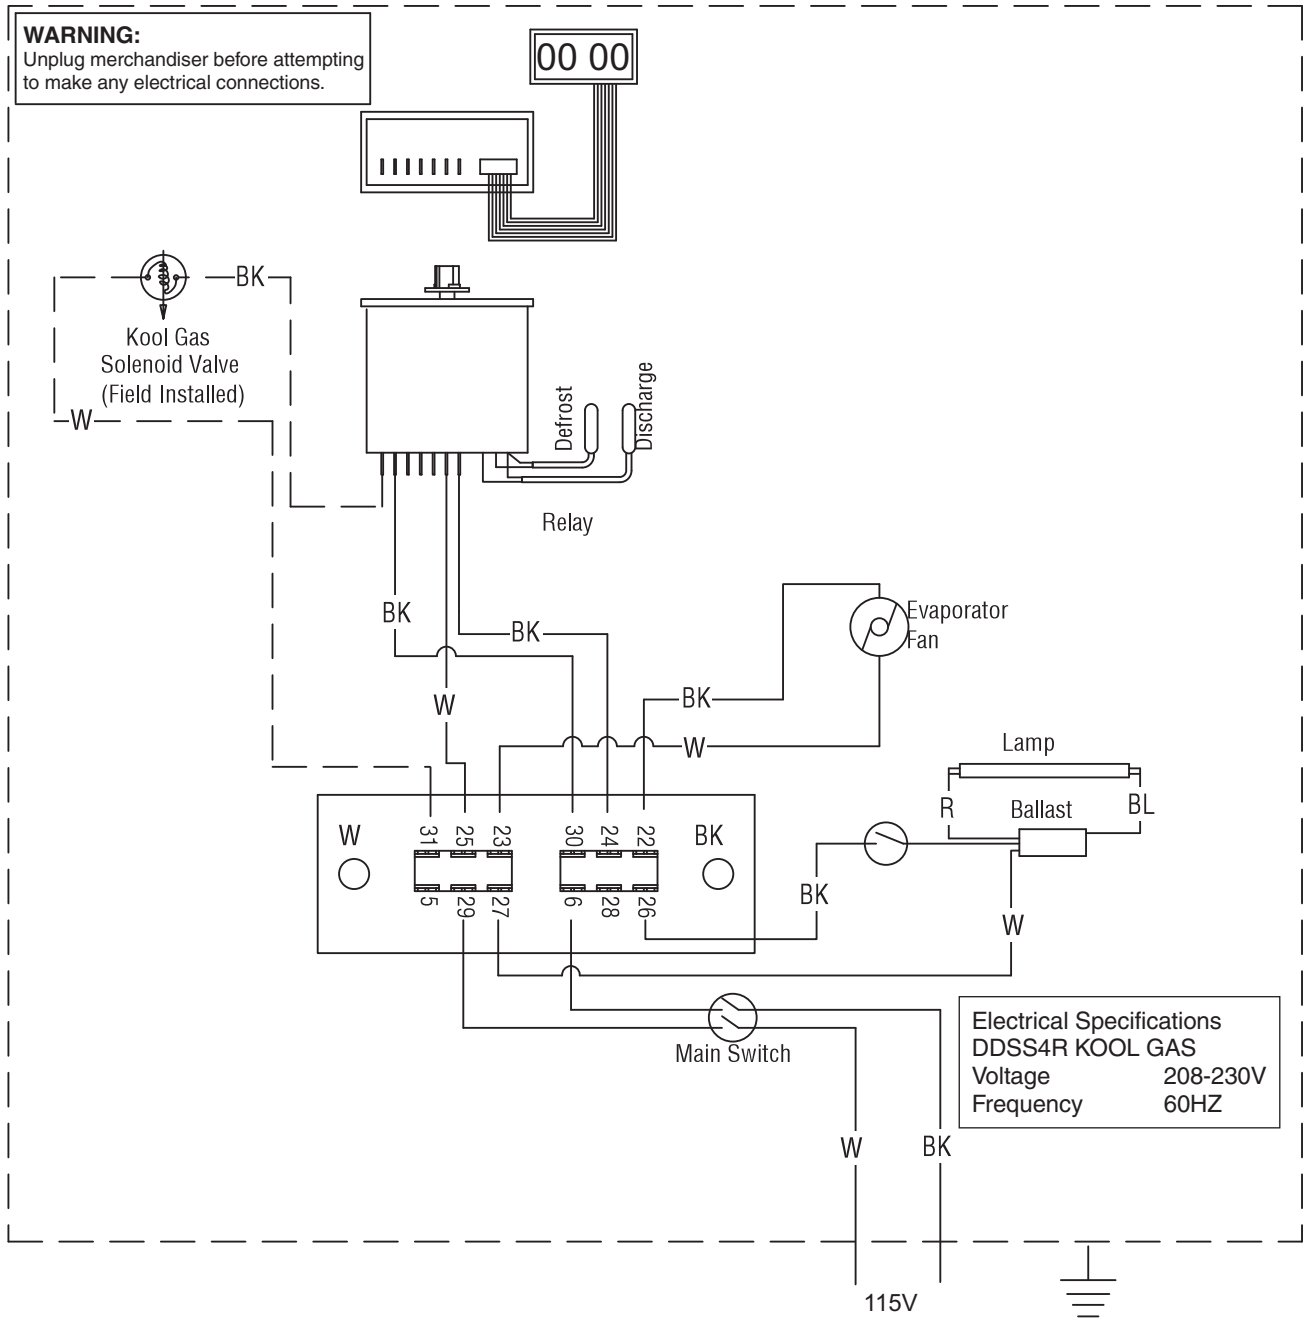 WARNING:
Unplug merchandiser before attempting
to make any electrical connections.
00 00
BK
Kool Gas
Solenoid Valve
(Field Installed)
W
Defrost
Discharge
Relay
BK
BK
W
Evaporator
Fan
BK
W
Lamp
R
Ballast
BL
W
31 25 23 30 24 22
BK
5 29 27 6 28 26
BK
W
Main Switch
Electrical Specifications
DDSS4R KOOL GAS
Voltage 208-230V
Frequency 60HZ
W
BK
115V